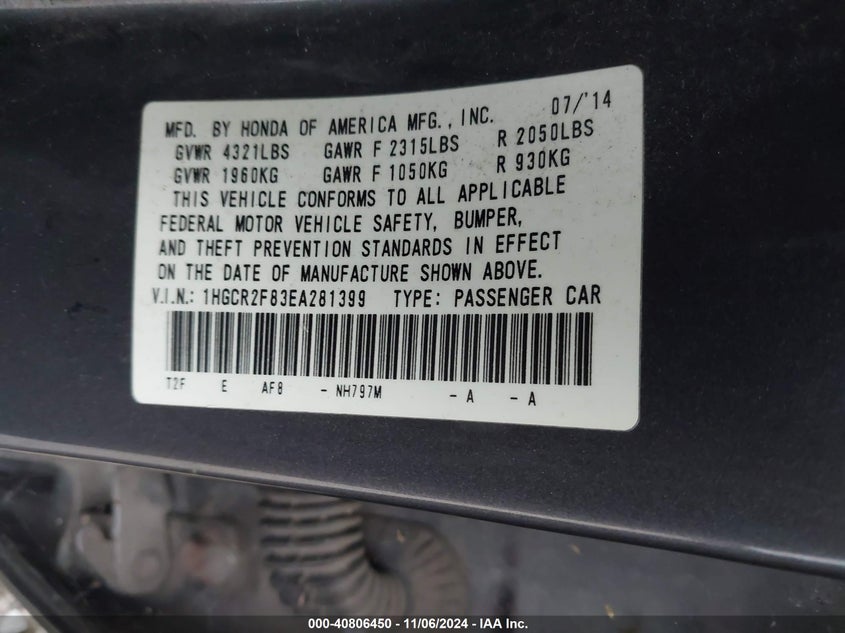 MFD. BY HONDA OF AMERICA MFG., INC. 07/'14
GVWR 4321LBS GAWR F 2315LBS R 2050LBS
GVWR 1960KG GAWR F 1050KG R 930KG
THIS VEHICLE CONFORMS TO ALL APPLICABLE
FEDERAL MOTOR VEHICLE SAFETY, BUMPER,
AND THEFT PREVENTION STANDARDS IN EFFECT
ON THE DATE OF MANUFACTURE SHOWN ABOVE.
V.I.N.: 1HGCR2F83EA281399 TYPE: PASSENGER CAR
T2F E AF8 - NH797M - A - A
000-40806450 - 11/06/2024 - IAA Inc.